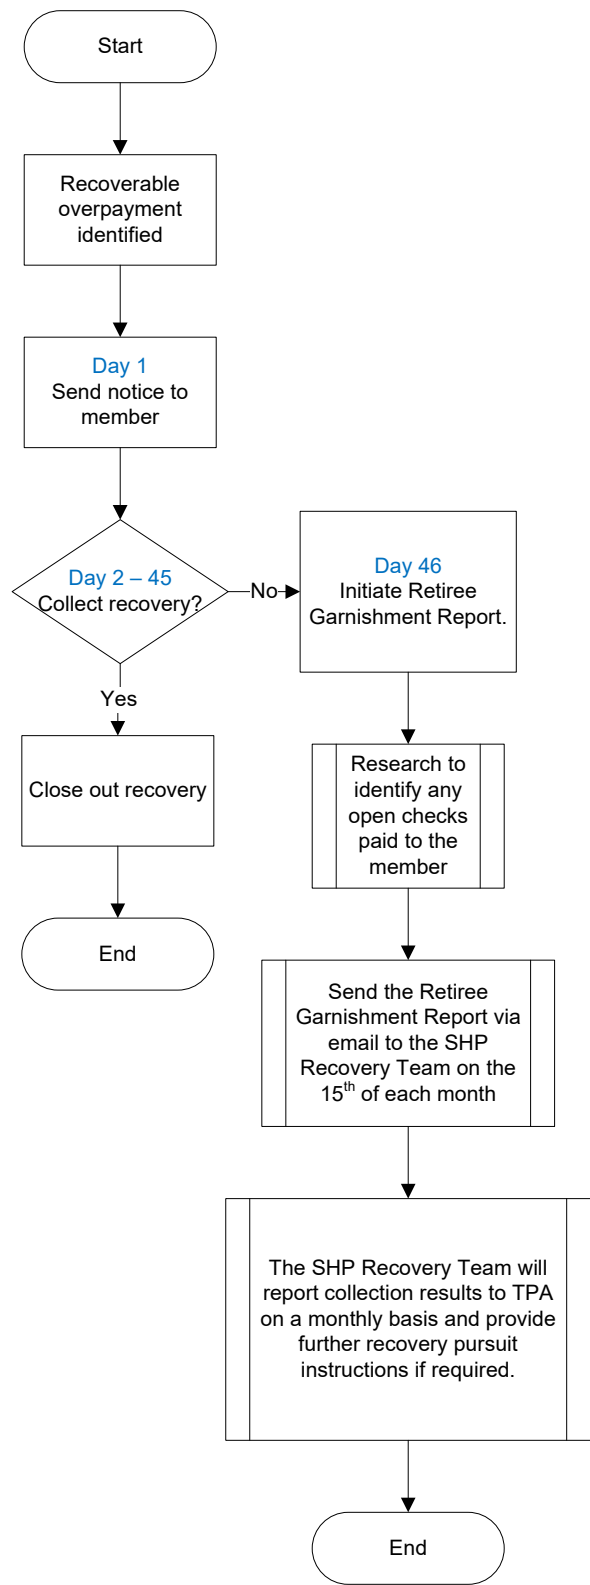 Start
Recoverable
overpayment
identified
Day 1
Send notice to
member
Day 2 – 45
Collect recovery?
No
Day 46
Initiate Retiree
Garnishment Report.
Yes
Close out recovery
End
Research to
identify any
open checks
paid to the
member
Send the Retiree
Garnishment Report via
email to the SHP
Recovery Team on the
15th of each month
The SHP Recovery Team will
report collection results to TPA
on a monthly basis and provide
further recovery pursuit
instructions if required.
End